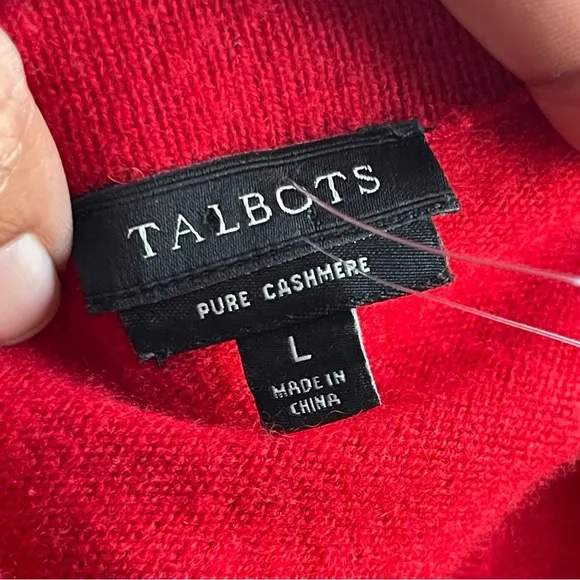 TALBOTS
PURE CASHMERE
L
MADE IN
CHINA